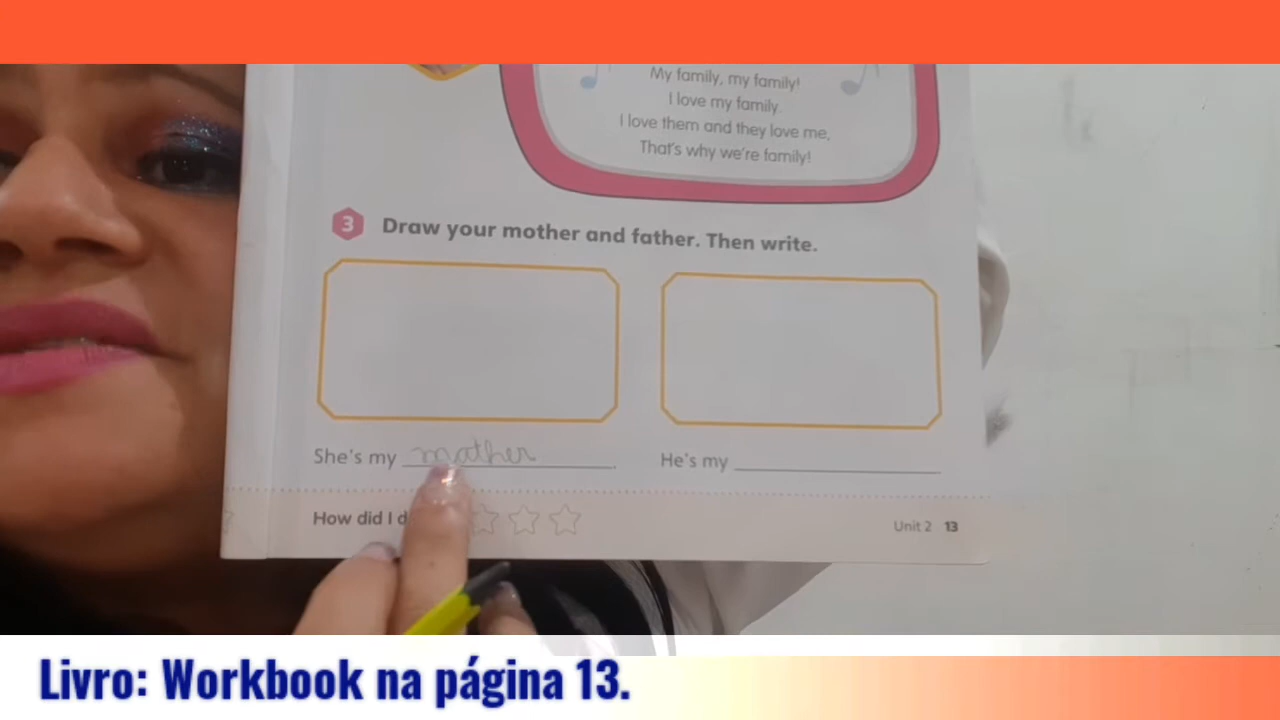 My family, my family!
I love my family.
I love them and they love me,
That's why we're family!
3 Draw your mother and father. Then write.
She's my mother.
He's my
How did I
Unit 2 13
Livro: Workbook na página 13.